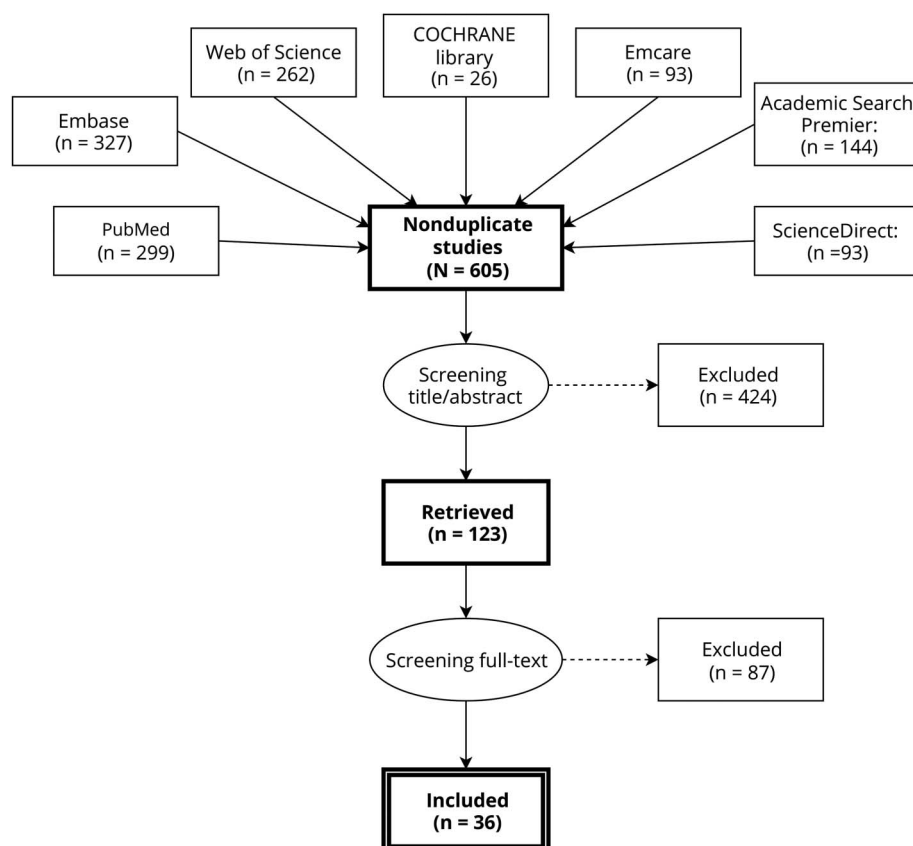 COCHRANE
library
(n = 26)
Web of Science
(n = 262)
Emcare
(n = 93)
Embase
(n = 327)
Academic Search
Premier:
(n = 144)
PubMed
(n = 299)
Nonduplicate
studies
(N = 605)
ScienceDirect:
(n =93)
Screening
title/abstract
Excluded
(n = 424)
Retrieved
(n = 123)
Screening full-text
Excluded
(n = 87)
Included
(n = 36)